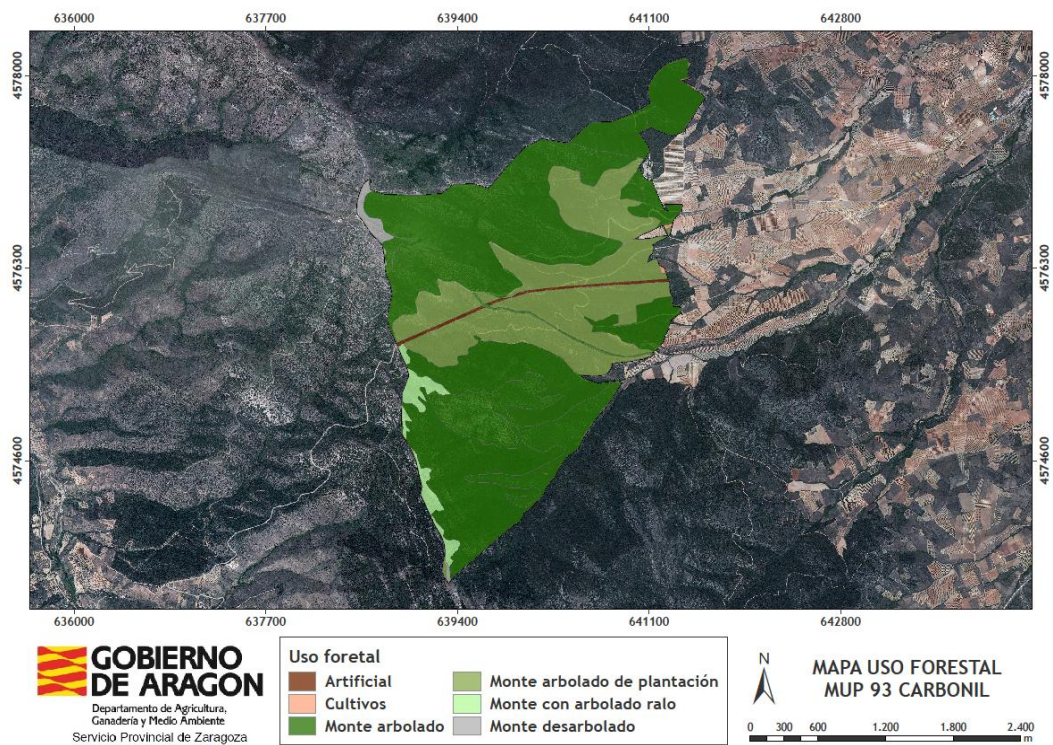 636000 637700 639400 641100 642800
4578000 4578000
4576300 4576300
4574600 4574600
636000 637700 639400 641100 642800
GOBIERNO
DE ARAGON
Departamento de Agricultura,
Ganadería y Medio Ambiente
Servicio Provincial de Zaragoza
Uso foretal
Artificial
Cultivos
Monte arbolado
Monte arbolado de plantación
Monte con arbolado ralo
Monte desarbolado
N
MAPA USO FORESTAL
MUP 93 CARBONIL
0 300 600 1.200 1.800 2.400
m